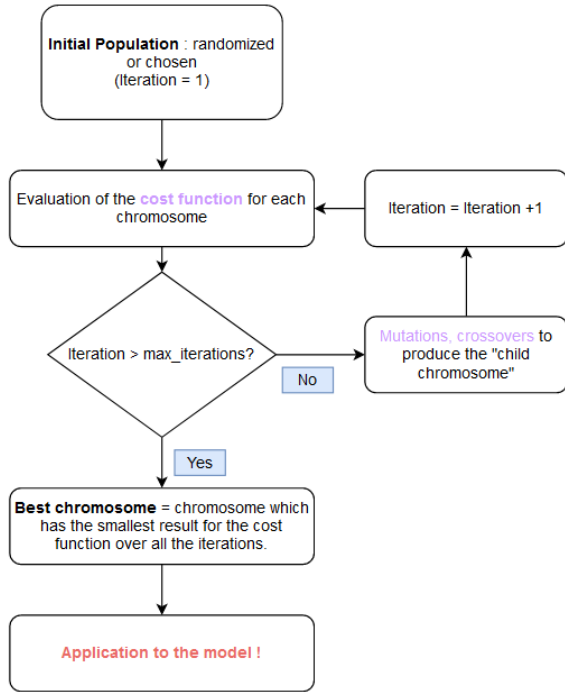 Initial Population : randomized
or chosen
(Iteration = 1)
Evaluation of the cost function for each
chromosome
Iteration = Iteration +1
Iteration > max_iterations?
No
Mutations, crossovers to
produce the "child
chromosome"
Yes
Best chromosome = chromosome which
has the smallest result for the cost
function over all the iterations.
Application to the model !